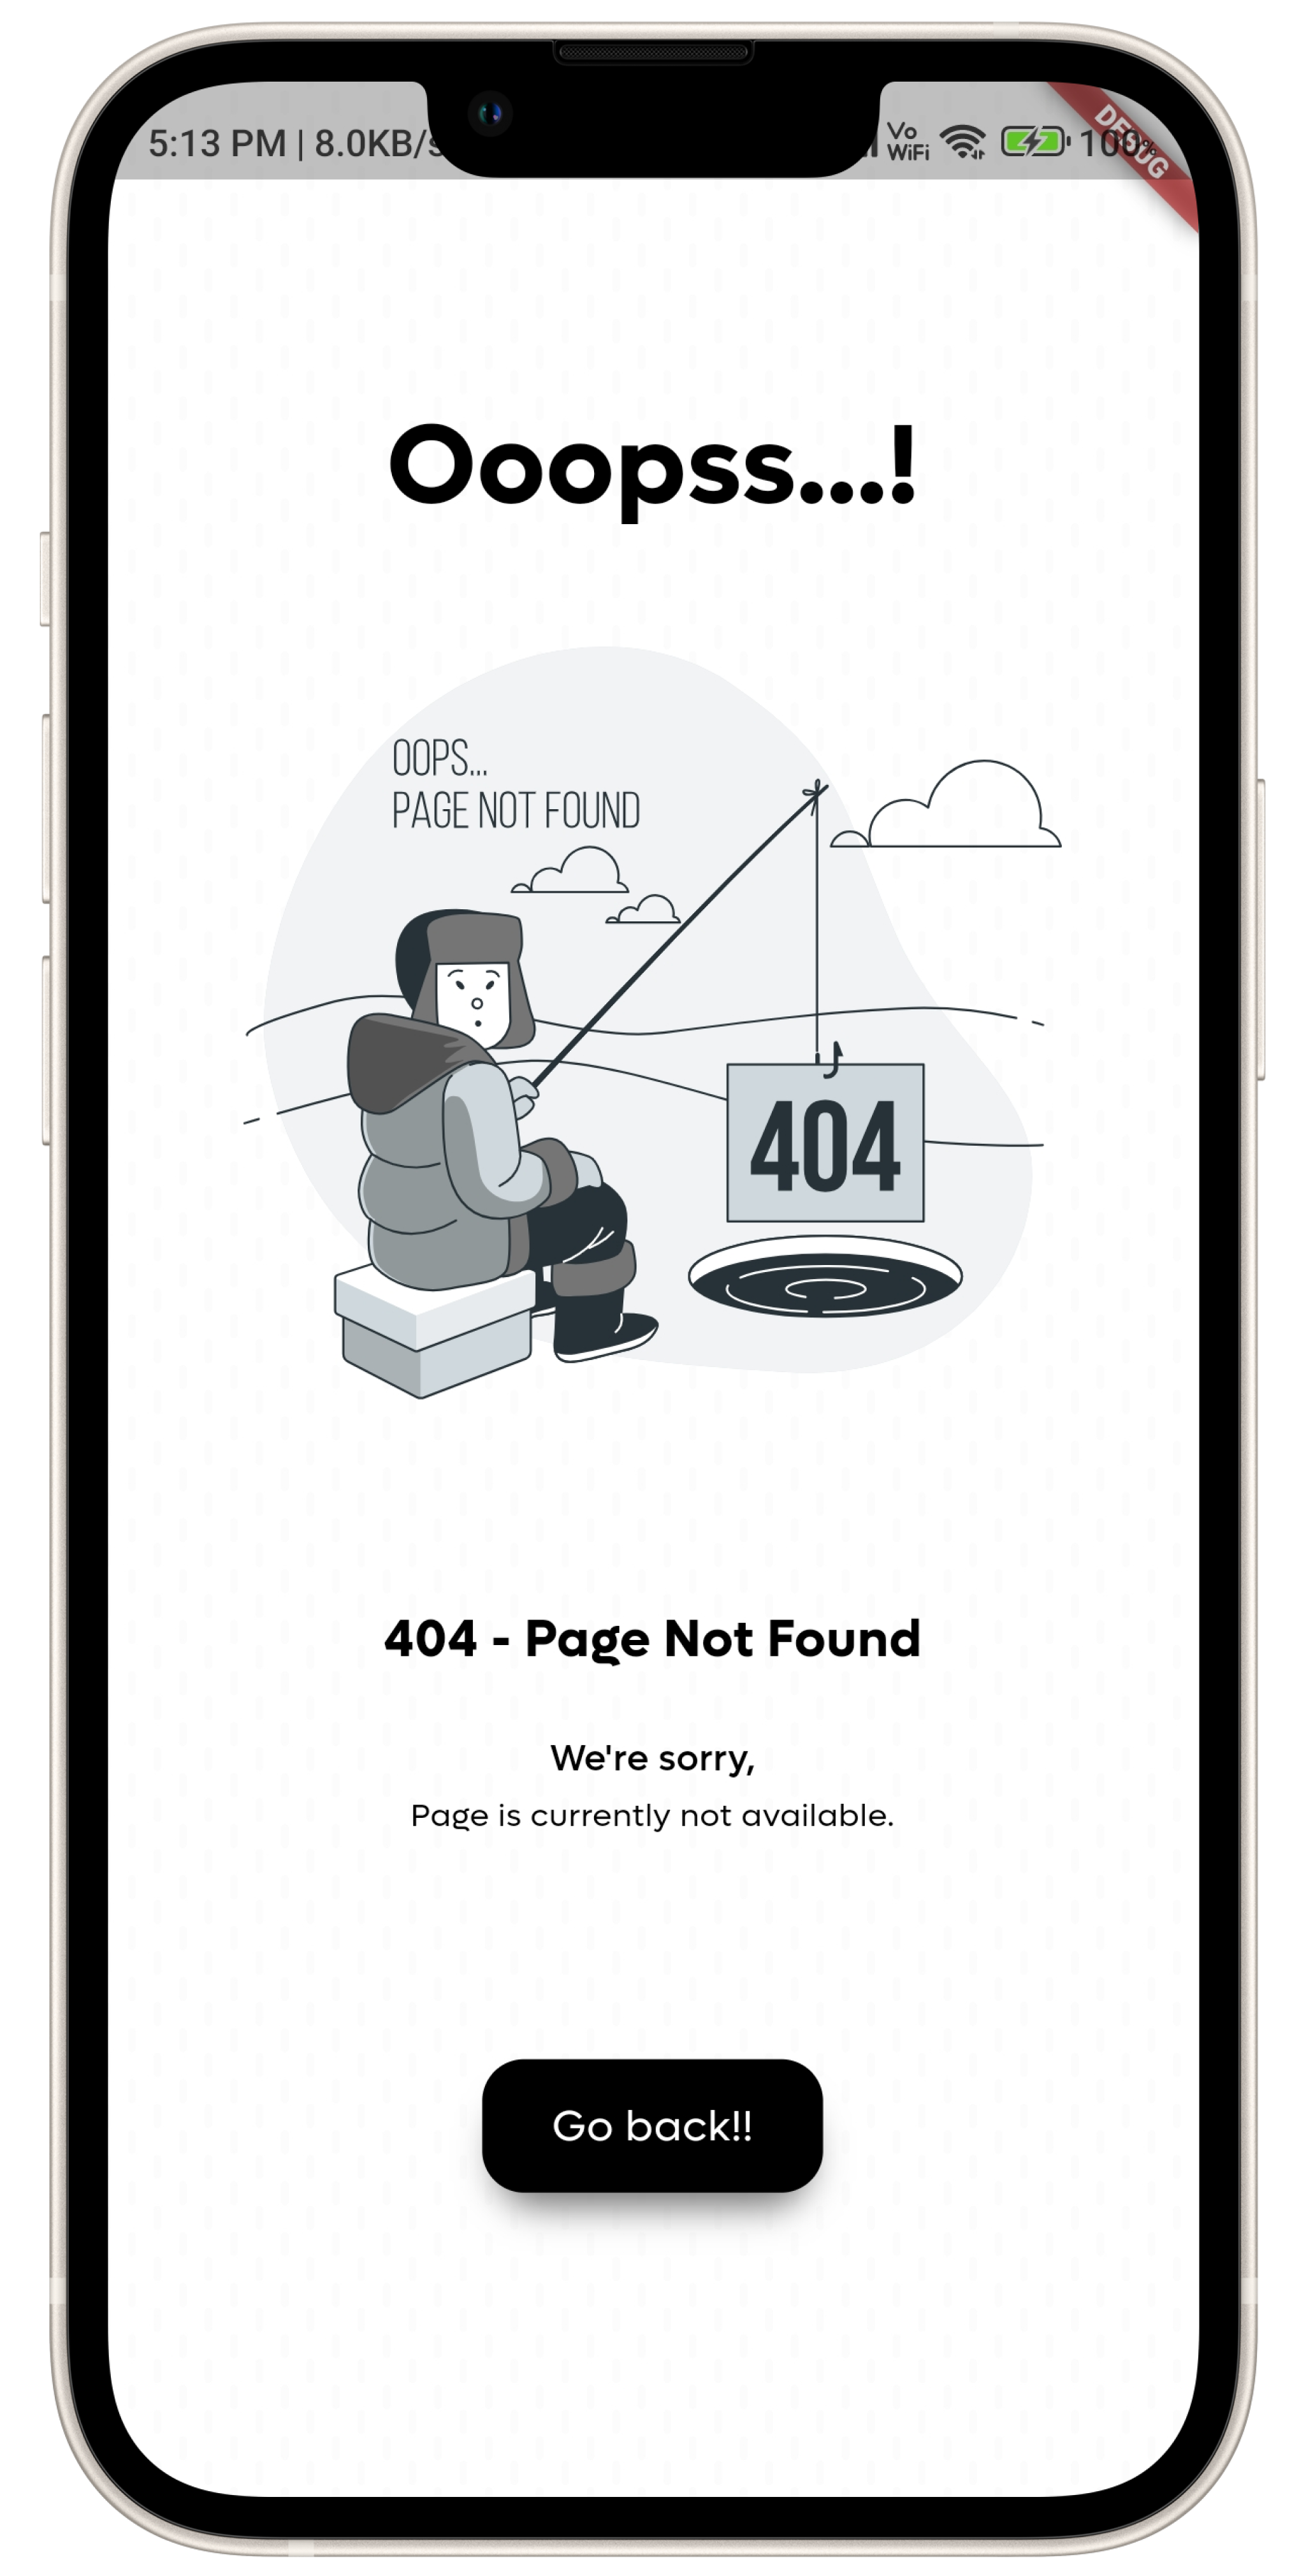 5:13 PM | 8.0KB/s
Vo
WiFi
100%
DEBUG
Ooopss...!
OOPS...
PAGE NOT FOUND
404
404 - Page Not Found
We're sorry,
Page is currently not available.
Go back!!